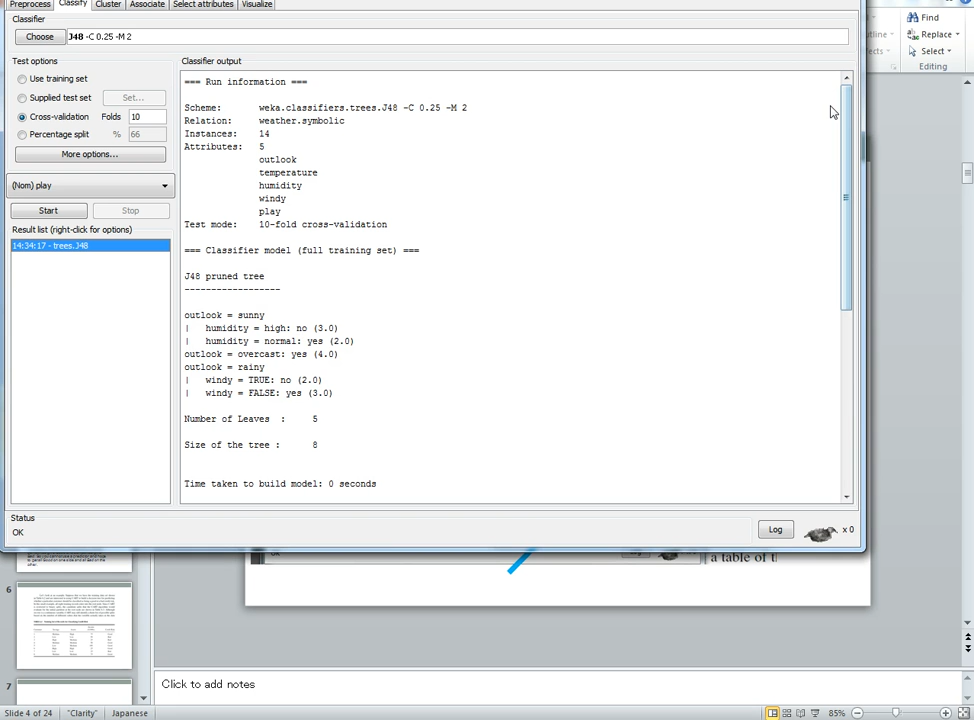 Preprocess Classify Cluster Associate Select attributes Visualize
Classifier
Choose J48 -C 0.25 -M 2
Test options
Use training set
Supplied test set Set...
Cross-validation Folds 10
Percentage split % 66
More options...
(Nom) play
Start Stop
Result list (right-click for options)
14:34:17 - trees.J48
Classifier output
=== Run information ===
Scheme: weka.classifiers.trees.J48 -C 0.25 -M 2
Relation: weather.symbolic
Instances: 14
Attributes: 5
outlook
temperature
humidity
windy
play
Test mode: 10-fold cross-validation
=== Classifier model (full training set) ===
J48 pruned tree
------------------
outlook = sunny
| humidity = high: no (3.0)
| humidity = normal: yes (2.0)
outlook = overcast: yes (4.0)
outlook = rainy
| windy = TRUE: no (2.0)
| windy = FALSE: yes (3.0)
Number of Leaves : 5
Size of the tree : 8
Time taken to build model: 0 seconds
Status
OK
Log x 0
Find
Replace
Select
Editing
a table of t
6
7
Click to add notes
Slide 4 of 24 "Clarity" Japanese 85%